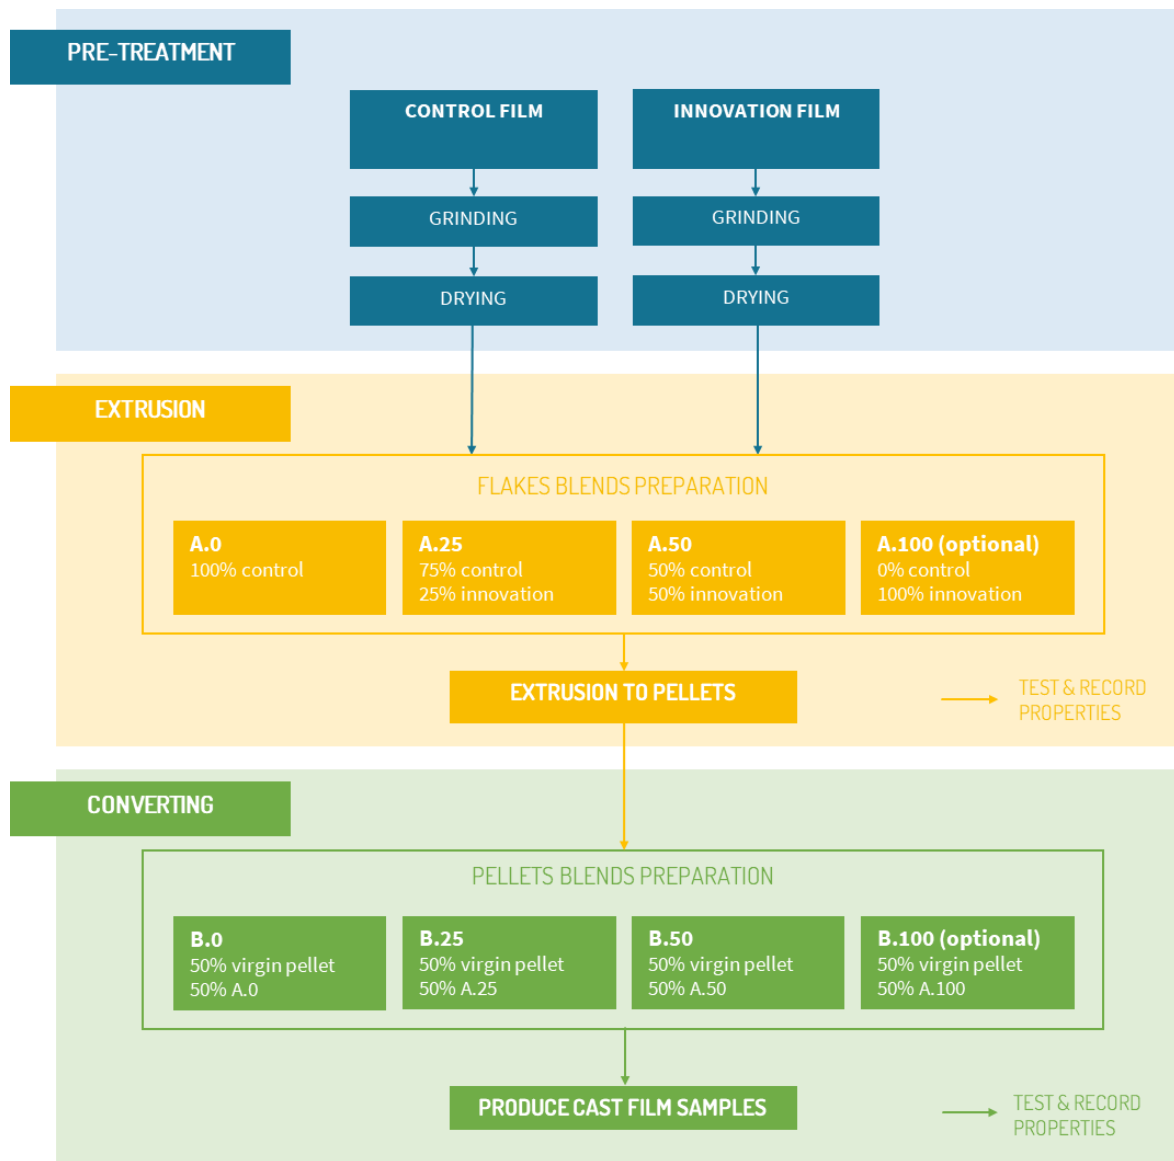 PRE-TREATMENT
CONTROL FILM
INNOVATION FILM
GRINDING
GRINDING
DRYING
DRYING
EXTRUSION
FLAKES BLENDS PREPARATION
A.0
100% control
A.25
75% control
25% innovation
A.50
50% control
50% innovation
A.100 (optional)
0% control
100% innovation
EXTRUSION TO PELLETS
TEST & RECORD
PROPERTIES
CONVERTING
PELLETS BLENDS PREPARATION
B.0
50% virgin pellet
50% A.0
B.25
50% virgin pellet
50% A.25
B.50
50% virgin pellet
50% A.50
B.100 (optional)
50% virgin pellet
50% A.100
PRODUCE CAST FILM SAMPLES
TEST & RECORD
PROPERTIES